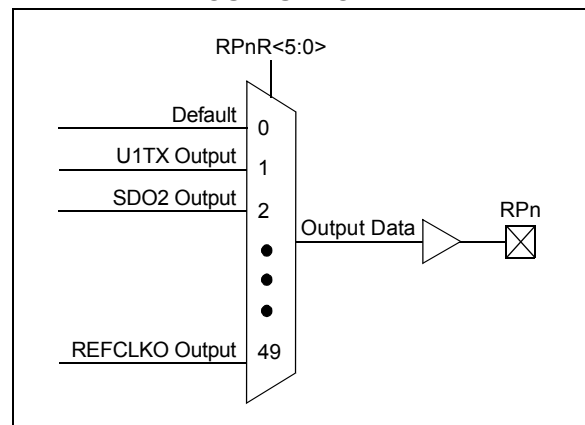 RPnR<5:0>
Default
0
U1TX Output
1
SDO2 Output
2
Output Data
RPn
REFCLKO Output
49